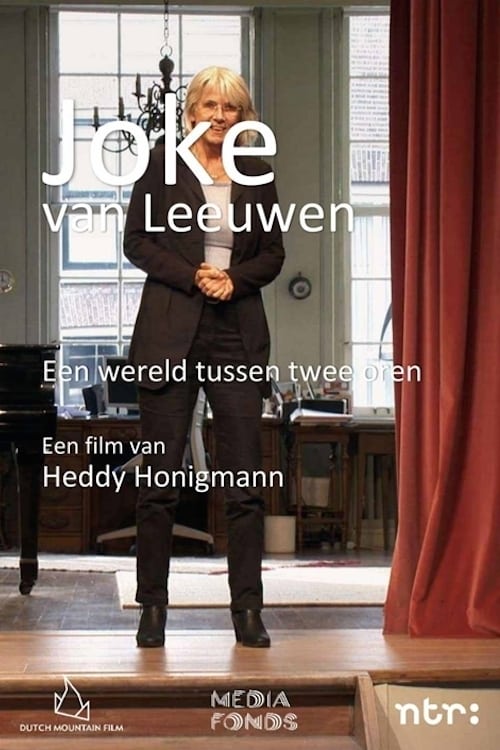 Joke
van Leeuwen
Een wereld tussen twee oren
Een film van
Heddy Honigmann
DUTCH MOUNTAIN FILM
MEDIA
FONDS
ntr: